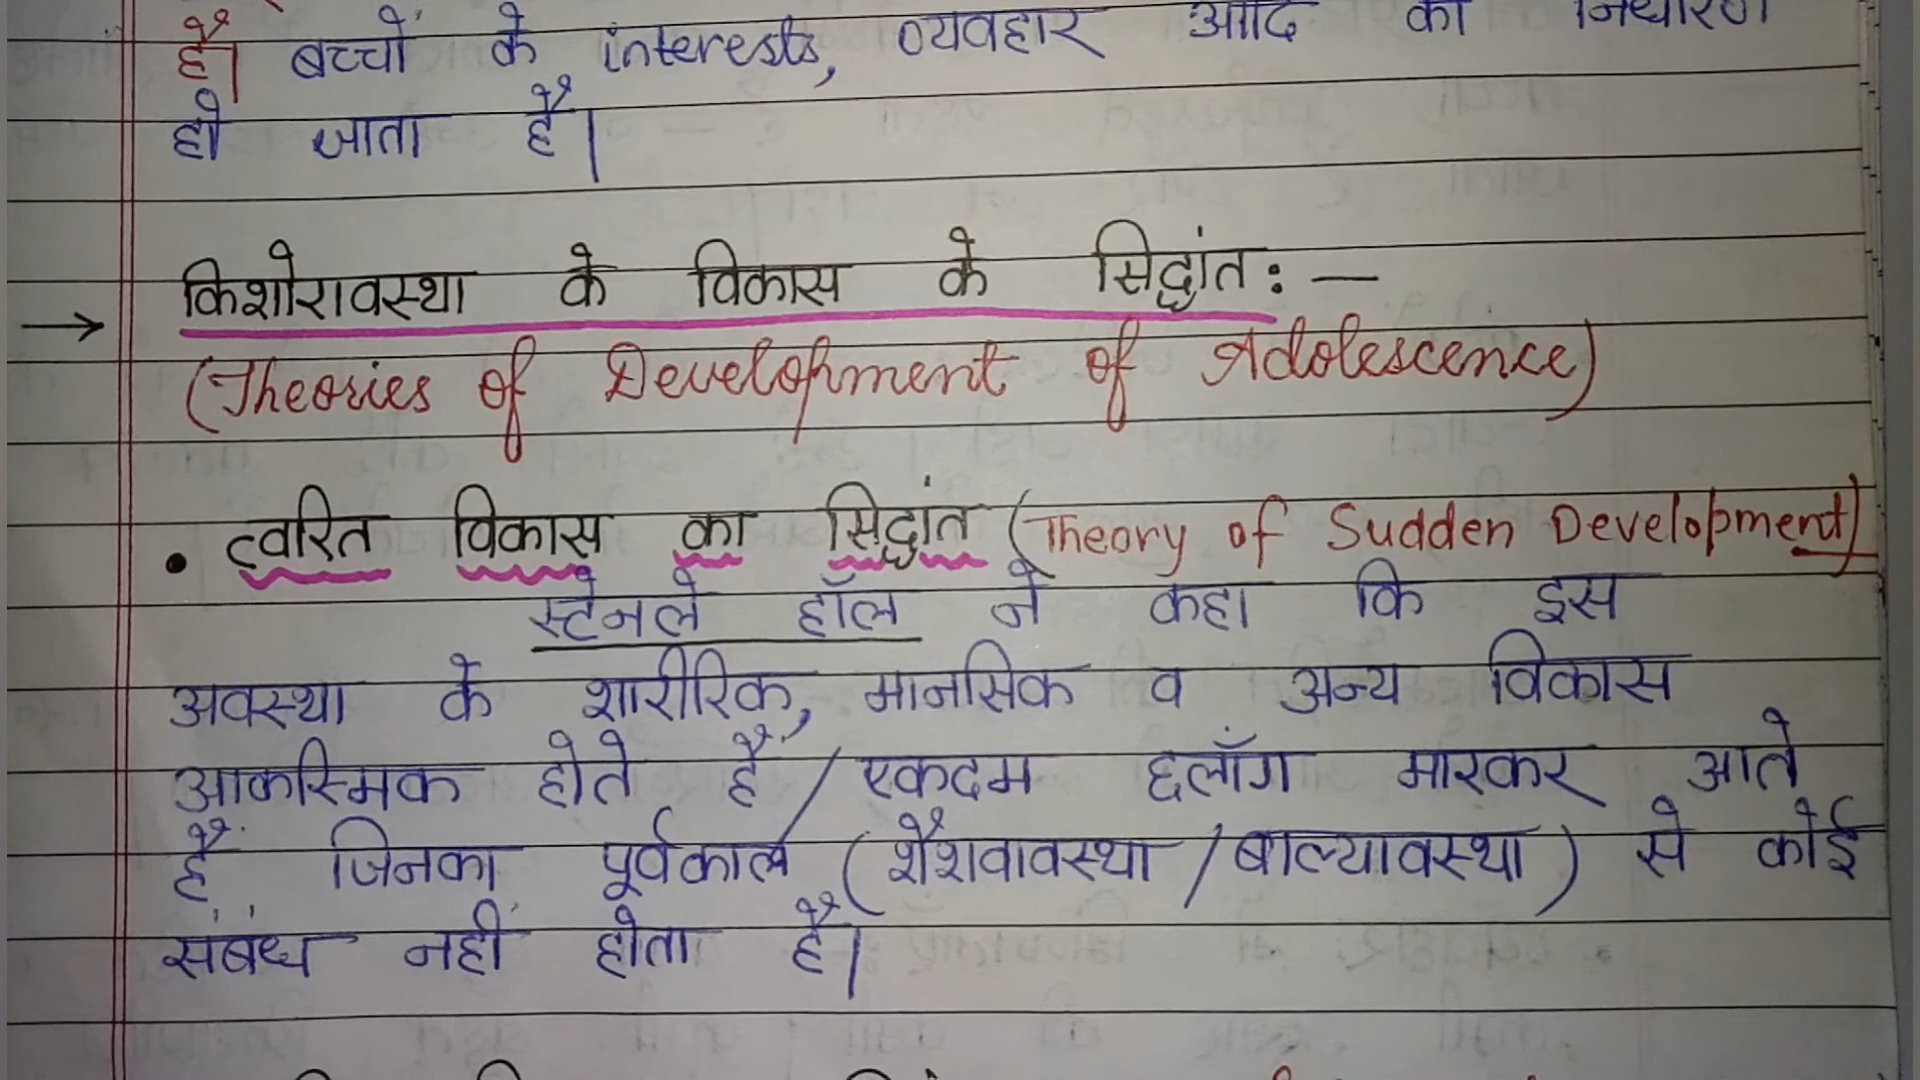 है। बच्चों के interests, व्यवहार आदि का निर्धारण
हो जाता है।
→ किशोरावस्था के विकास के सिद्धांत : —
(Theories of Development of Adolescence)
• त्वरित विकास का सिद्धांत (Theory of Sudden Development)
स्टेनले हॉल ने कहा कि इस
अवस्था के शारीरिक, मानसिक व अन्य विकास
आकस्मिक होते हैं / एकदम छलाँग मारकर आते
हैं जिनका पूर्वकाल (शैशवावस्था / बाल्यावस्था) से कोई
संबंध नहीं होता है।